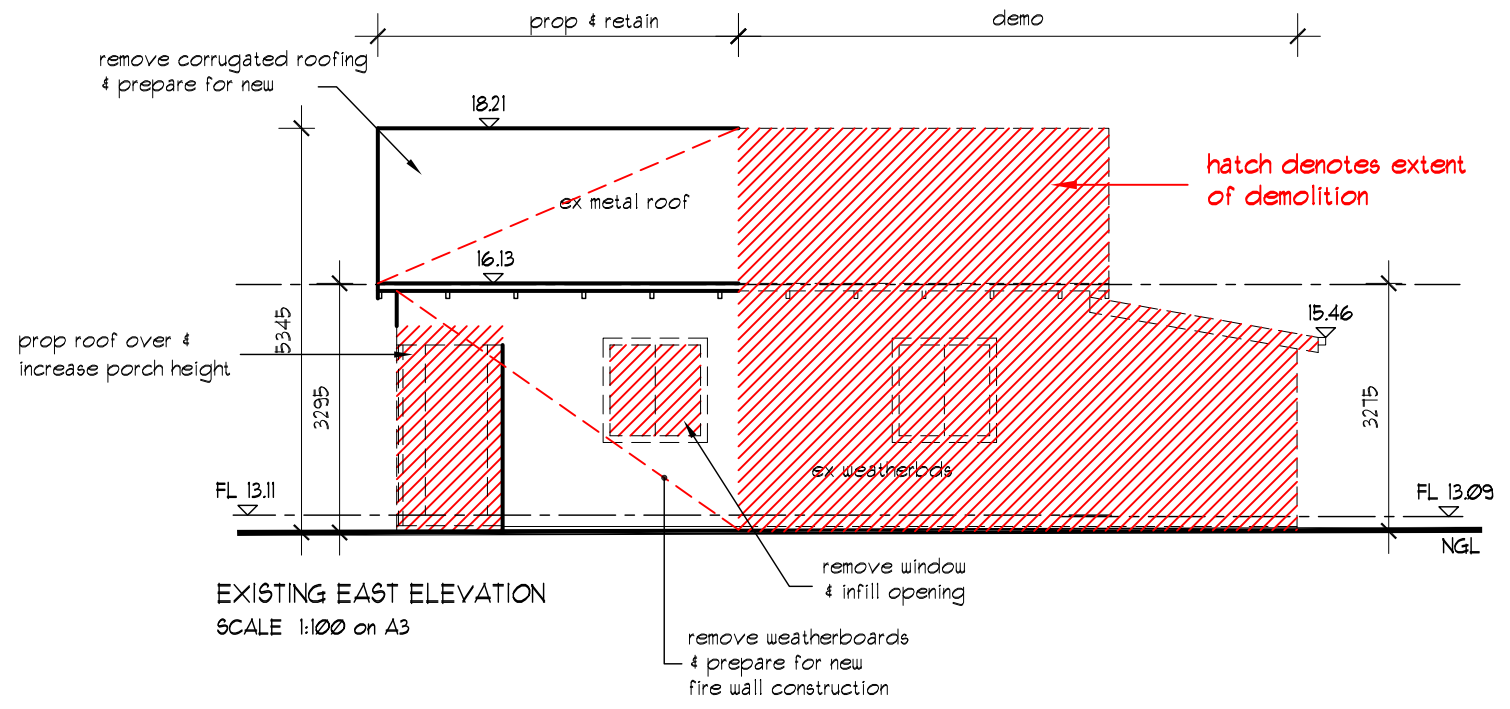 prop & retain
demo
remove corrugated roofing
& prepare for new
18.21
hatch denotes extent
of demolition
ex metal roof
16.13
15.46
prop roof over &
increase porch height
5345
3295
3275
ex weatherbds
FL 13.11
FL 13.09
NGL
remove window
& infill opening
EXISTING EAST ELEVATION
SCALE 1:100 on A3
remove weatherboards
& prepare for new
fire wall construction